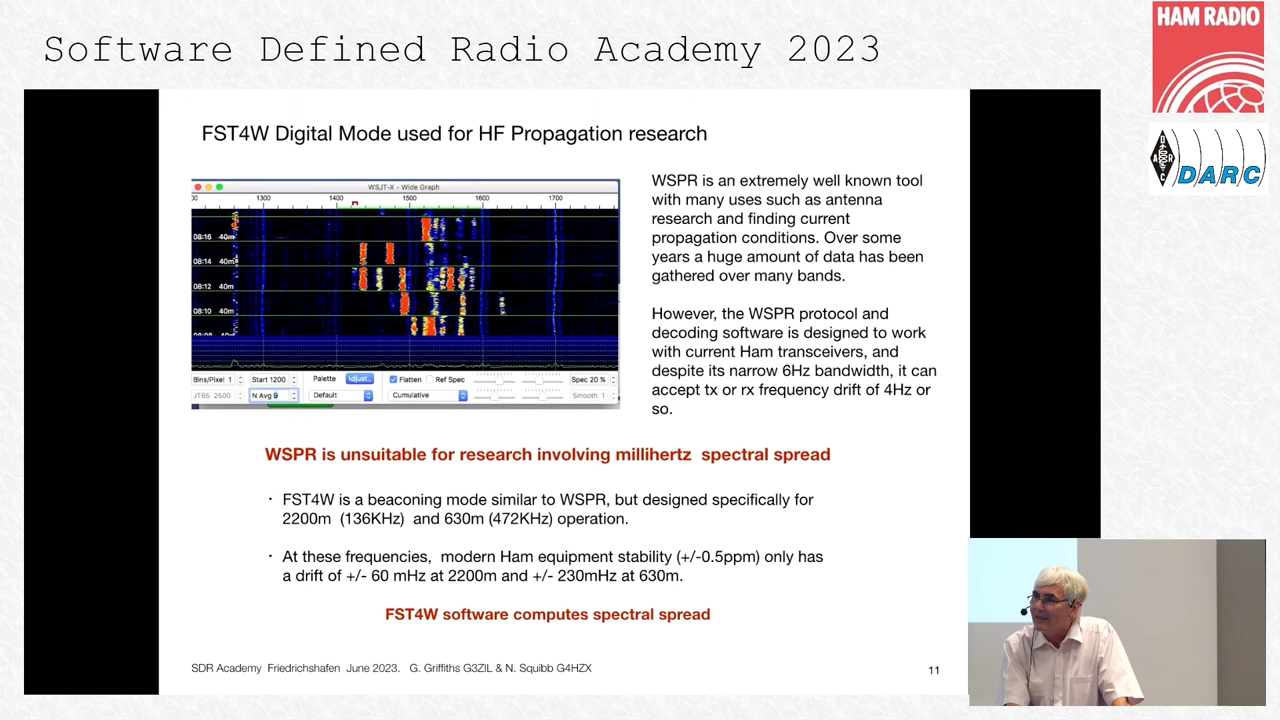 Software Defined Radio Academy 2023
HAM RADIO
DARC
FST4W Digital Mode used for HF Propagation research
WSJT-X - Wide Graph
1300 1400 1500 1600 1700
08:16 40m
08:14 40m
08:12 40m
08:10 40m
Bins/Pixel 1 Start 1200 Palette Adjust... Flatten Ref Spec Spec 20 %
JT65 2500 N Avg 9 Default Cumulative Smooth 1
WSPR is an extremely well known tool
with many uses such as antenna
research and finding current
propagation conditions. Over some
years a huge amount of data has been
gathered over many bands.
However, the WSPR protocol and
decoding software is designed to work
with current Ham transceivers, and
despite its narrow 6Hz bandwidth, it can
accept tx or rx frequency drift of 4Hz or
so.
WSPR is unsuitable for research involving millihertz spectral spread
· FST4W is a beaconing mode similar to WSPR, but designed specifically for
2200m (136KHz) and 630m (472KHz) operation.
· At these frequencies, modern Ham equipment stability (+/-0.5ppm) only has
a drift of +/- 60 mHz at 2200m and +/- 230mHz at 630m.
FST4W software computes spectral spread
SDR Academy Friedrichshafen June 2023. G. Griffiths G3ZIL & N. Squibb G4HZX
11